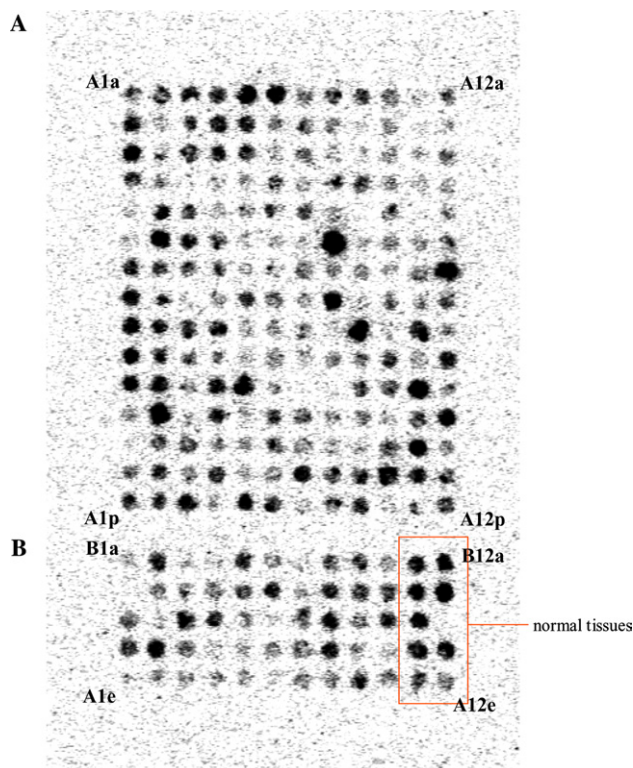 A
A1a A12a
A1p A12p
B
B1a B12a
normal tissues
A1e A12e